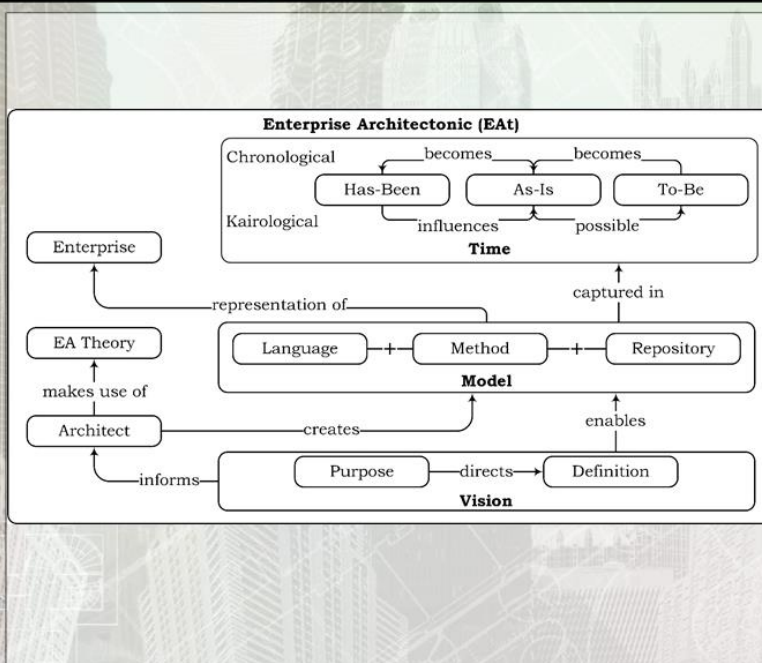 Enterprise Architectonic (EAt)
Chronological
becomes
becomes
Has-Been
As-Is
To-Be
Kairological
influences
possible
Time
Enterprise
representation of
captured in
EA Theory
Language
+
Method
+
Repository
Model
makes use of
Architect
creates
enables
informs
Purpose
directs
Definition
Vision